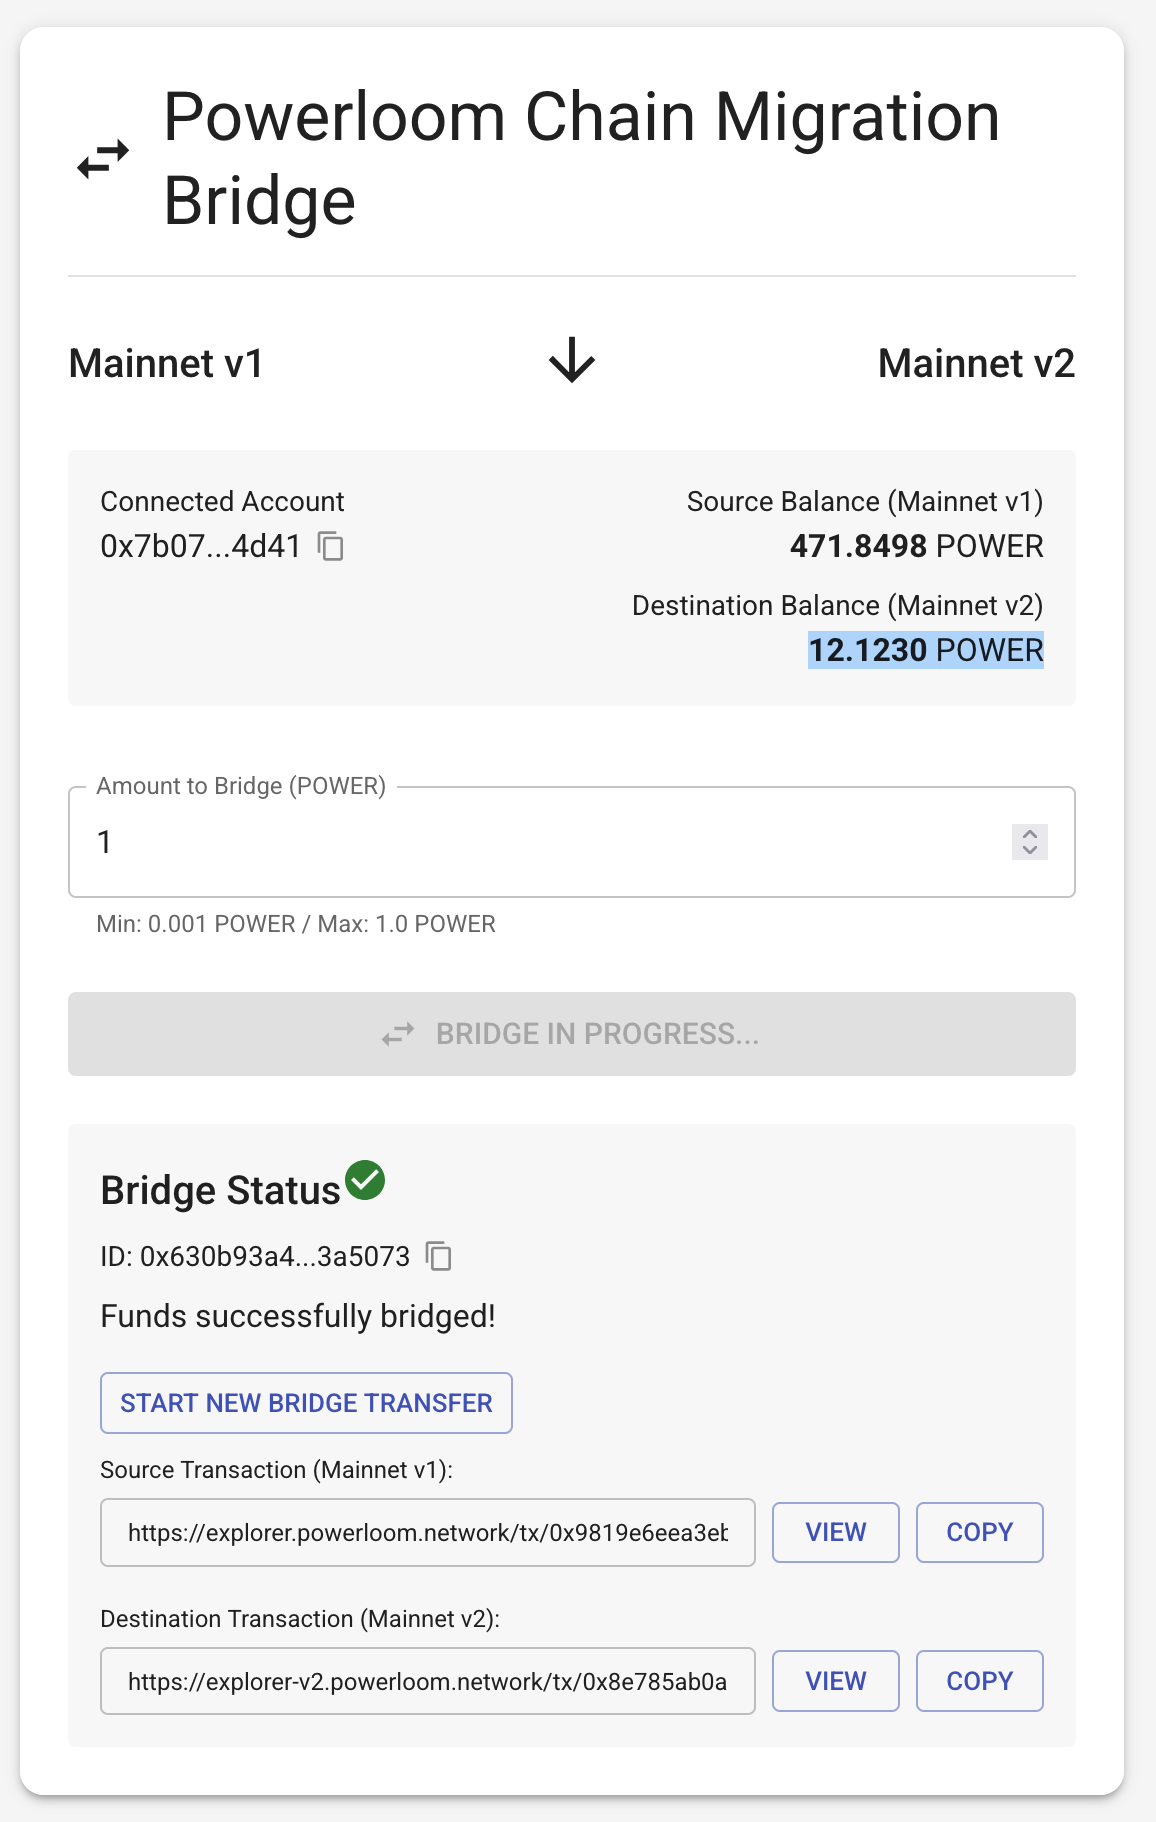 Powerloom Chain Migration
Bridge
Mainnet v1
Mainnet v2
Connected Account
0x7b07...4d41
Source Balance (Mainnet v1)
471.8498 POWER
Destination Balance (Mainnet v2)
12.1230 POWER
Amount to Bridge (POWER)
1
Min: 0.001 POWER / Max: 1.0 POWER
BRIDGE IN PROGRESS...
Bridge Status
ID: 0x630b93a4...3a5073
Funds successfully bridged!
START NEW BRIDGE TRANSFER
Source Transaction (Mainnet v1):
https://explorer.powerloom.network/tx/0x9819e6eea3eb
VIEW
COPY
Destination Transaction (Mainnet v2):
https://explorer-v2.powerloom.network/tx/0x8e785ab0a
VIEW
COPY